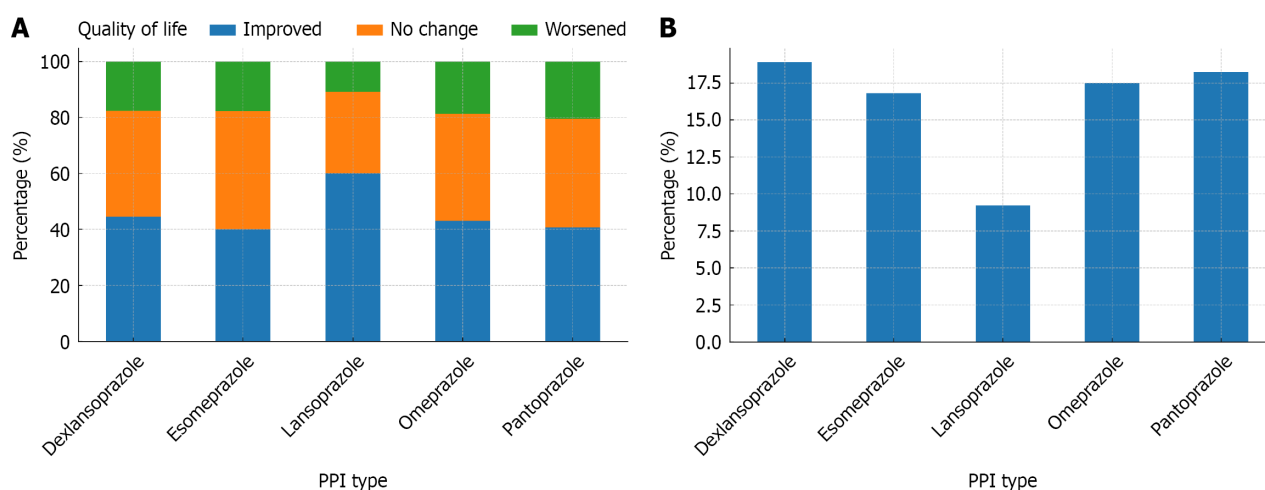 A
Quality of life Improved No change Worsened
Percentage (%)
100
80
60
40
20
0
Dexlansoprazole
Esomeprazole
Lansoprazole
Omeprazole
Pantoprazole
PPI type
B
Percentage (%)
17.5
15.0
12.5
10.0
7.5
5.0
2.5
0.0
Dexlansoprazole
Esomeprazole
Lansoprazole
Omeprazole
Pantoprazole
PPI type